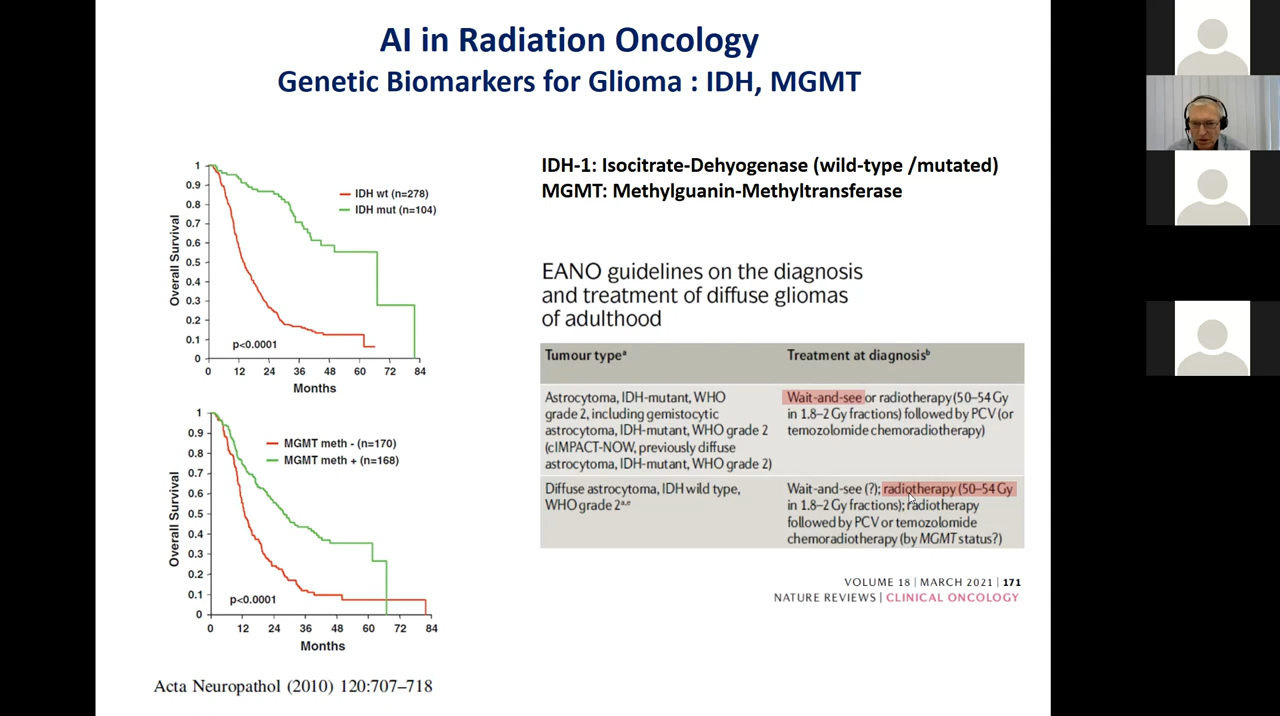 AI in Radiation Oncology
Genetic Biomarkers for Glioma : IDH, MGMT
1
0.9
0.8
0.7
0.6
0.5
0.4
0.3
0.2
0.1
0
Overall Survival
IDH wt (n=278)
IDH mut (n=104)
p<0.0001
0 12 24 36 48 60 72 84
Months
1
0.9
0.8
0.7
0.6
0.5
0.4
0.3
0.2
0.1
0
Overall Survival
MGMT meth - (n=170)
MGMT meth + (n=168)
p<0.0001
0 12 24 36 48 60 72 84
Months
Acta Neuropathol (2010) 120:707–718
IDH-1: Isocitrate-Dehyogenase (wild-type /mutated)
MGMT: Methylguanin-Methyltransferase
EANO guidelines on the diagnosis
and treatment of diffuse gliomas
of adulthood
Tumour typeᵃ
Treatment at diagnosisᵇ
Astrocytoma, IDH-mutant, WHO
grade 2, including gemistocytic
astrocytoma, IDH-mutant, WHO grade 2
(cIMPACT-NOW, previously diffuse
astrocytoma, IDH-mutant, WHO grade 2)
Wait-and-see or radiotherapy (50–54 Gy
in 1.8–2 Gy fractions) followed by PCV (or
temozolomide chemoradiotherapy)
Diffuse astrocytoma, IDH wild type,
WHO grade 2ᵃ,ᵉ
Wait-and-see (?); radiotherapy (50–54 Gy
in 1.8–2 Gy fractions); radiotherapy
followed by PCV or temozolomide
chemoradiotherapy (by MGMT status?)
VOLUME 18 | MARCH 2021 | 171
NATURE REVIEWS | CLINICAL ONCOLOGY